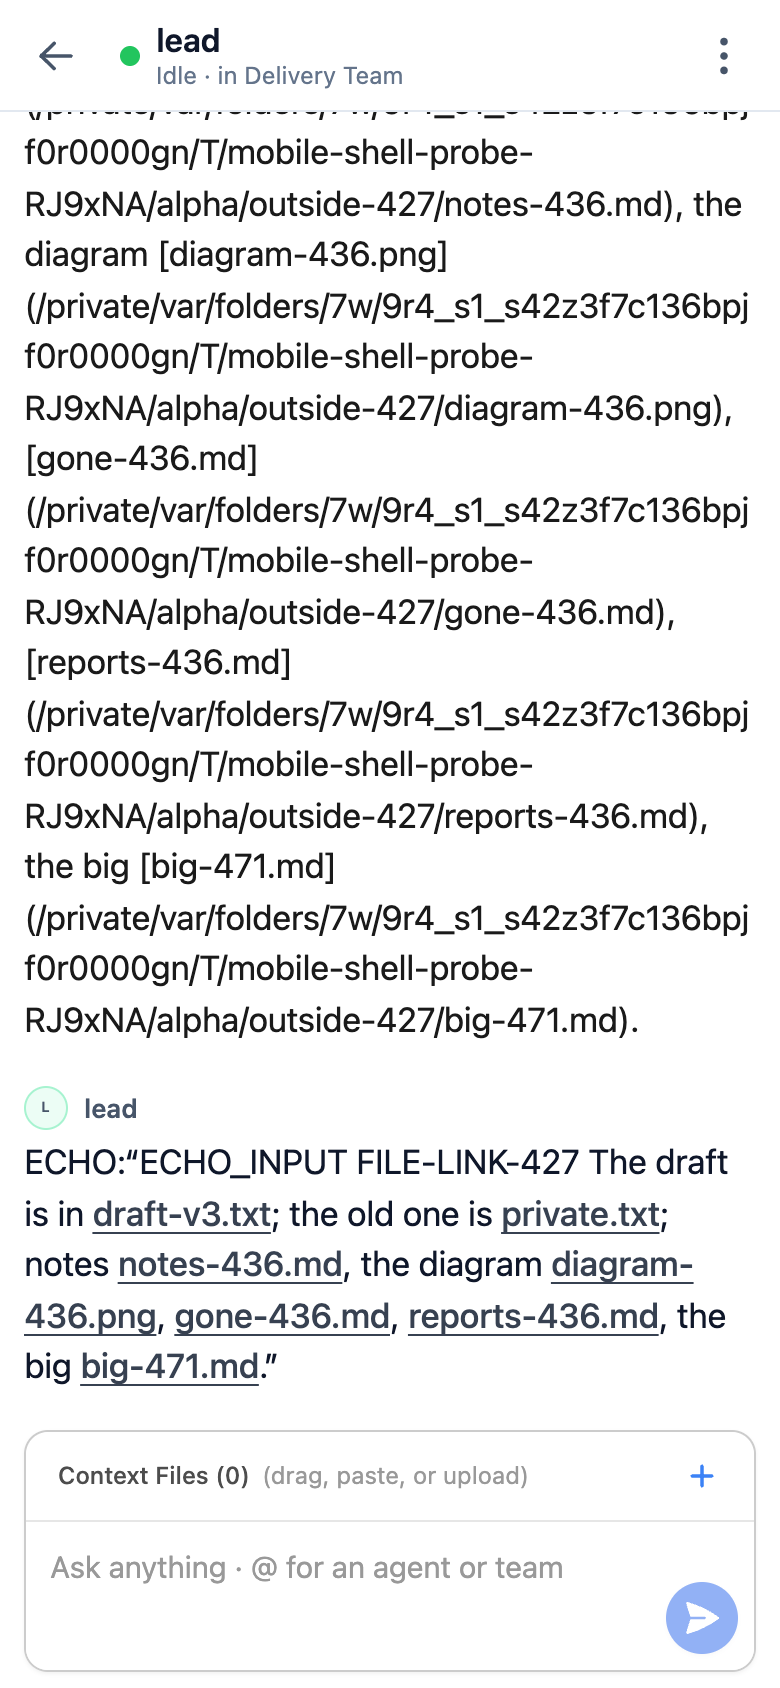 lead
Idle · in Delivery Team
f0r0000gn/T/mobile-shell-probe-
RJ9xNA/alpha/outside-427/notes-436.md), the
diagram [diagram-436.png]
(/private/var/folders/7w/9r4_s1_s42z3f7c136bpj
f0r0000gn/T/mobile-shell-probe-
RJ9xNA/alpha/outside-427/diagram-436.png),
[gone-436.md]
(/private/var/folders/7w/9r4_s1_s42z3f7c136bpj
f0r0000gn/T/mobile-shell-probe-
RJ9xNA/alpha/outside-427/gone-436.md),
[reports-436.md]
(/private/var/folders/7w/9r4_s1_s42z3f7c136bpj
f0r0000gn/T/mobile-shell-probe-
RJ9xNA/alpha/outside-427/reports-436.md),
the big [big-471.md]
(/private/var/folders/7w/9r4_s1_s42z3f7c136bpj
f0r0000gn/T/mobile-shell-probe-
RJ9xNA/alpha/outside-427/big-471.md).
L lead
ECHO:“ECHO_INPUT FILE-LINK-427 The draft
is in draft-v3.txt; the old one is private.txt;
notes notes-436.md, the diagram diagram-
436.png, gone-436.md, reports-436.md, the
big big-471.md.”
Context Files (0) (drag, paste, or upload)
Ask anything · @ for an agent or team